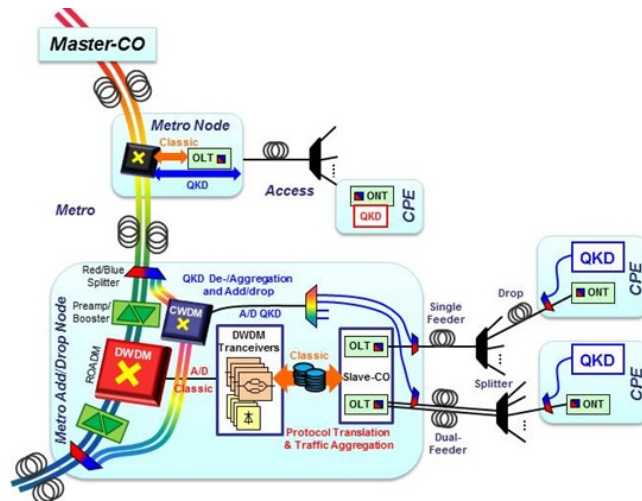 Master-CO
Metro Node
Classic
OLT
QKD
Access
ONT
QKD
CPE
Metro
Red/Blue
Splitter
QKD De-/Aggregation
and Add/drop
Preamp/
Booster
CWDM
A/D QKD
DWDM
Tranceivers
Classic
OLT
Slave-CO
OLT
ROADM
DWDM
A/D
Classic
Metro Add/Drop Node
Protocol Translation
& Traffic Aggregation
Single
Feeder
Drop
Splitter
Dual-
Feeder
QKD
ONT
CPE
QKD
ONT
CPE